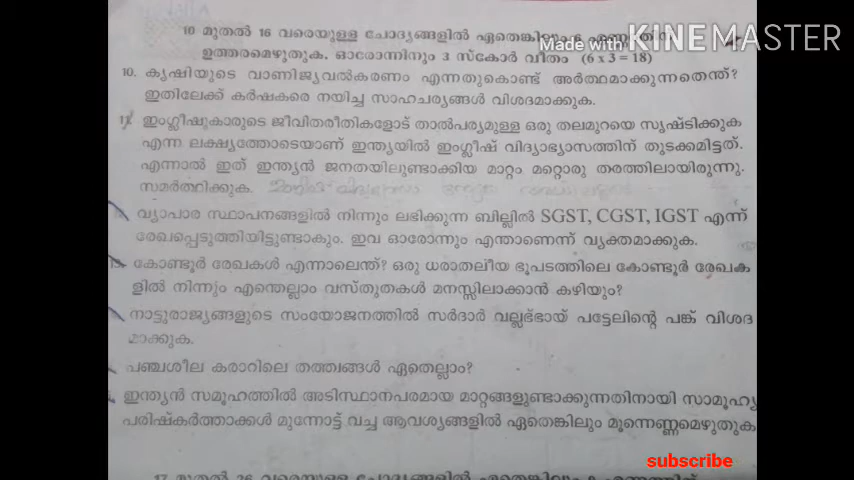 10 മുതൽ 16 വരെയുള്ള ചോദ്യങ്ങളിൽ ഏതെങ്കിലും 6
Made with KINEMASTER
ഉത്തരമെഴുതുക. ഓരോന്നിനും 3 സ്കോർ വീതം (6 x 3 = 18)
10. കൃഷിയുടെ വാണിജ്യവൽകരണം എന്നതുകൊണ്ട് അർത്ഥമാക്കുന്നതെന്ത്?
ഇതിലേക്ക് കർഷകരെ നയിച്ച സാഹചര്യങ്ങൾ വിശദമാക്കുക.
11. ഇംഗ്ലീഷുകാരുടെ ജീവിതരീതികളോട് താൽപര്യമുള്ള ഒരു തലമുറയെ സൃഷ്ടിക്കുക
എന്ന ലക്ഷ്യത്തോടെയാണ് ഇന്ത്യയിൽ ഇംഗ്ലീഷ് വിദ്യാഭ്യാസത്തിന് തുടക്കമിട്ടത്.
എന്നാൽ ഇത് ഇന്ത്യൻ ജനതയിലുണ്ടാക്കിയ മാറ്റം മറ്റൊരു തരത്തിലായിരുന്നു.
സമർത്ഥിക്കുക.
വ്യാപാര സ്ഥാപനങ്ങളിൽ നിന്നും ലഭിക്കുന്ന ബില്ലിൽ SGST, CGST, IGST എന്ന്
രേഖപ്പെടുത്തിയിട്ടുണ്ടാകും. ഇവ ഓരോന്നും എന്താണെന്ന് വ്യക്തമാക്കുക.
കോണ്ടൂർ രേഖകൾ എന്നാലെന്ത്? ഒരു ധരാതലീയ ഭൂപടത്തിലെ കോണ്ടൂർ രേഖക
ളിൽ നിന്നും എന്തെല്ലാം വസ്തുതകൾ മനസ്സിലാക്കാൻ കഴിയും?
നാട്ടുരാജ്യങ്ങളുടെ സംയോജനത്തിൽ സർദാർ വല്ലഭ്ഭായ് പട്ടേലിന്റെ പങ്ക് വിശദ
മാക്കുക.
പഞ്ചശീല കരാറിലെ തത്ത്വങ്ങൾ ഏതെല്ലാം?
ഇന്ത്യൻ സമൂഹത്തിൽ അടിസ്ഥാനപരമായ മാറ്റങ്ങളുണ്ടാക്കുന്നതിനായി സാമൂഹ്യ
പരിഷ്കർത്താക്കൾ മുന്നോട്ട് വച്ച ആവശ്യങ്ങളിൽ ഏതെങ്കിലും മൂന്നെണ്ണമെഴുതുക
subscribe